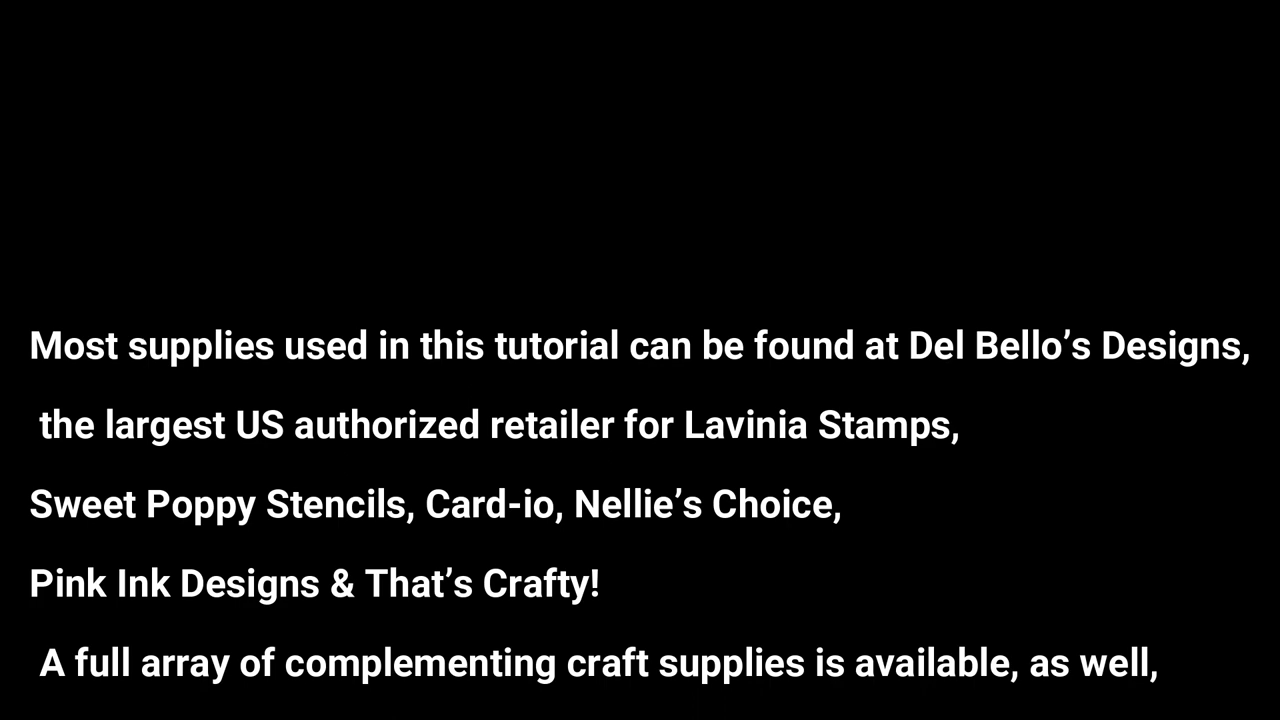 Most supplies used in this tutorial can be found at Del Bello’s Designs,
the largest US authorized retailer for Lavinia Stamps,
Sweet Poppy Stencils, Card-io, Nellie’s Choice,
Pink Ink Designs & That’s Crafty!
A full array of complementing craft supplies is available, as well,